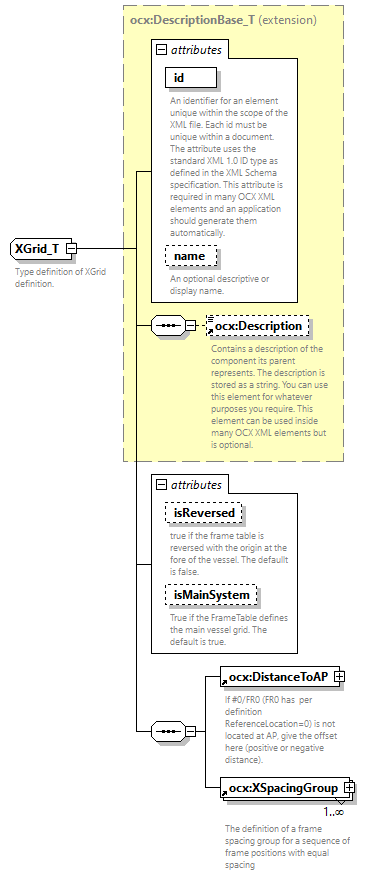 ocx:DescriptionBase_T (extension)
attributes
id
An identifier for an element
unique within the scope of the
XML file. Each id must be
unique within a document.
The attribute uses the
standard XML 1.0 ID type as
defined in the XML Schema
specification. This attribute is
required in many OCX XML
elements and an application
should generate them
automatically.
name
An optional descriptive or
display name.
XGrid_T
Type definition of XGrid
definition.
ocx:Description
Contains a description of the
component its parent
represents. The description is
stored as a string. You can use
this element for whatever
purposes you require. This
element can be used inside
many OCX XML elements but
is optional.
attributes
isReversed
true if the frame table is
reversed with the origin at the
fore of the vessel. The default
is false.
isMainSystem
True if the FrameTable defines
the main vessel grid. The
default is true.
ocx:DistanceToAP
If #0/FR0 (FR0 has per
definition
ReferenceLocation=0) is not
located at AP, give the offset
here (positive or negative
distance).
ocx:XSpacingGroup
1..∞
The definition of a frame
spacing group for a sequence of
frame positions with equal
spacing